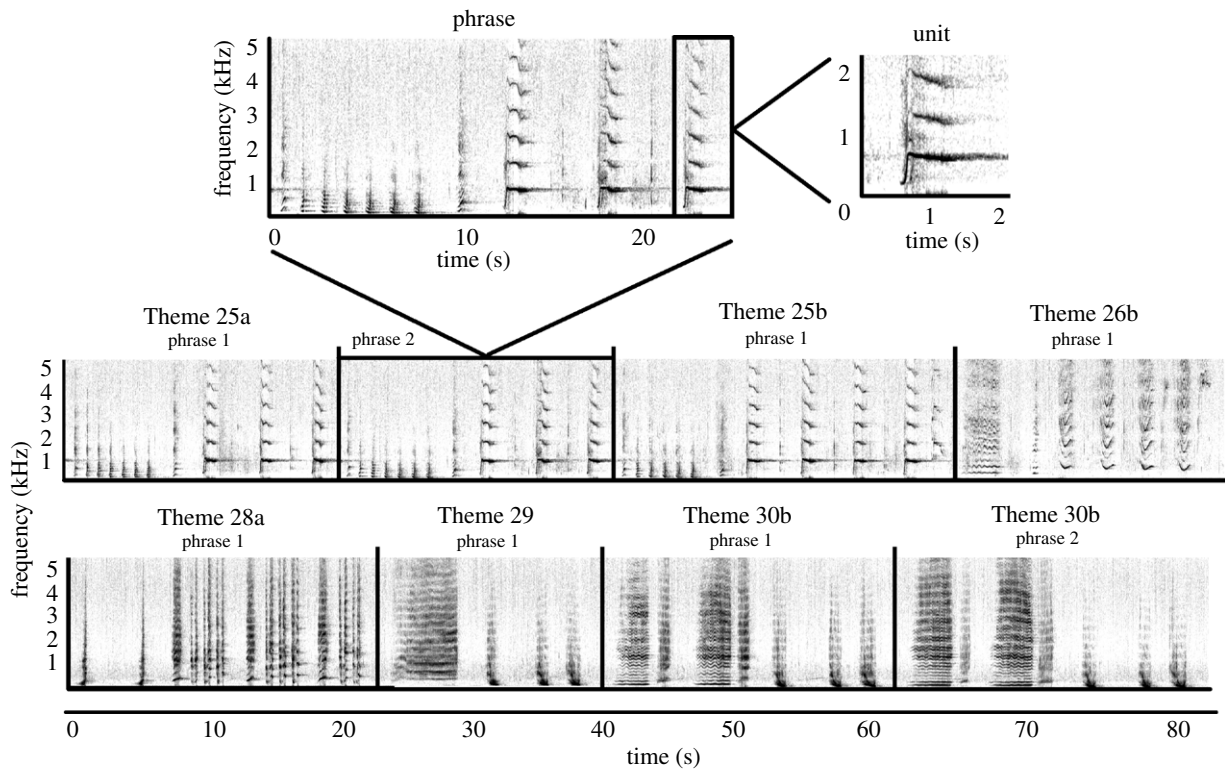 phrase
unit
frequency (kHz)
5
4
3
2
1
0 10 20
time (s)
2
1
0
1 2
time (s)
Theme 25a
phrase 1
phrase 2
Theme 25b
phrase 1
Theme 26b
phrase 1
frequency (kHz)
5
4
3
2
1
Theme 28a
phrase 1
Theme 29
phrase 1
Theme 30b
phrase 1
Theme 30b
phrase 2
5
4
3
2
1
0 10 20 30 40 50 60 70 80
time (s)